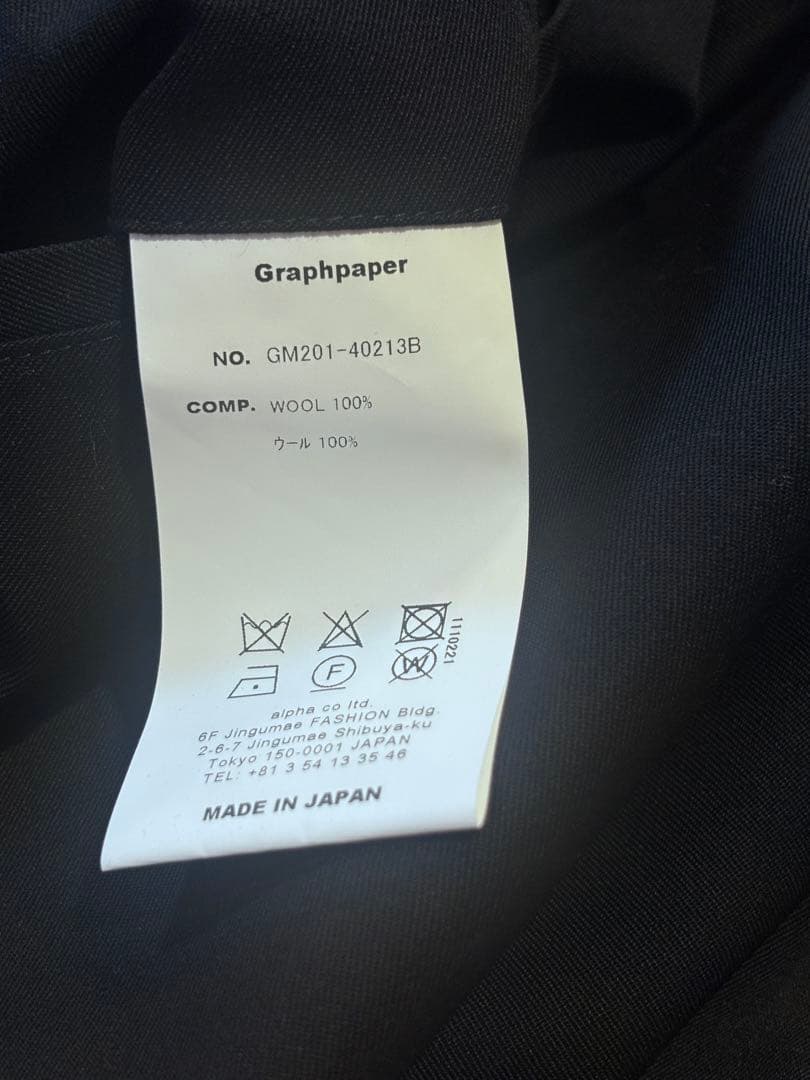 Graphpaper
NO. GM201-40213B
COMP. WOOL 100%
ウール 100%
F
W
1110221
alpha co ltd.
6F Jingumae FASHION Bldg.
2-6-7 Jingumae Shibuya-ku
Tokyo 150-0001 JAPAN
TEL: +81 3 54 13 35 46
MADE IN JAPAN